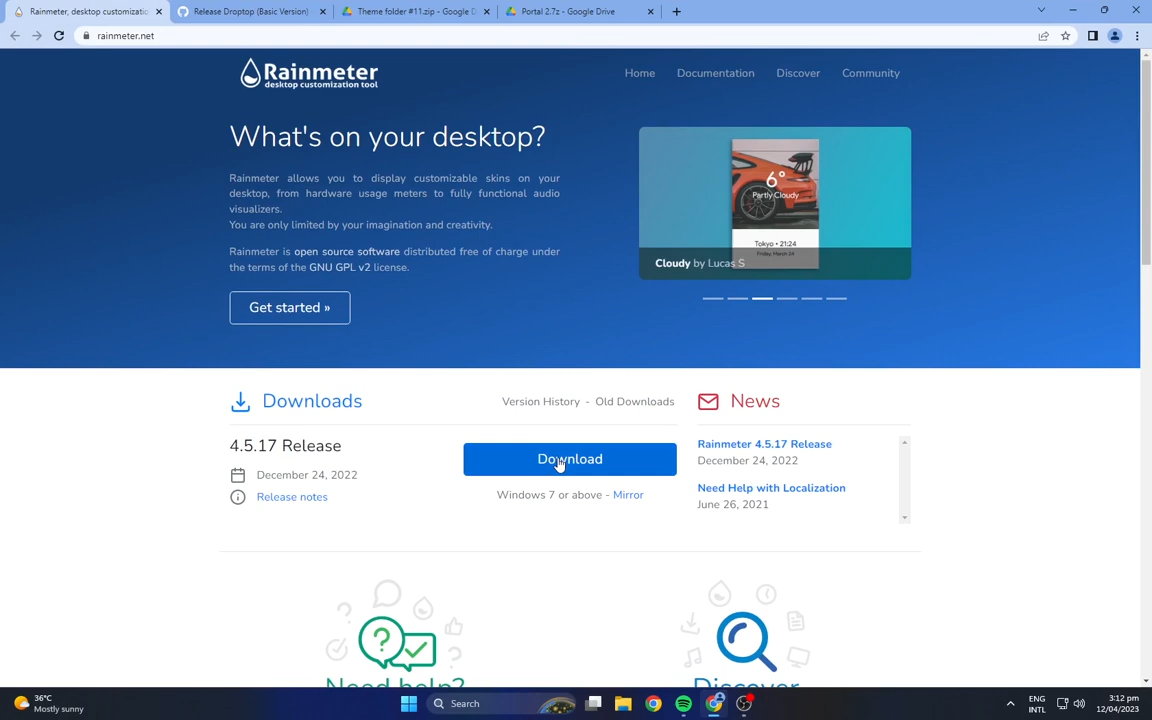 Rainmeter, desktop customizatio
Release Droptop (Basic Version)
Theme folder #11.zip - Google D
Portal 2.7z - Google Drive
rainmeter.net
Rainmeter
desktop customization tool
Home
Documentation
Discover
Community
What's on your desktop?
Rainmeter allows you to display customizable skins on your
desktop, from hardware usage meters to fully functional audio
visualizers.
You are only limited by your imagination and creativity.
Rainmeter is open source software distributed free of charge under
the terms of the GNU GPL v2 license.
Get started »
6°
Partly Cloudy
Tokyo • 21:24
Friday, March 24
Cloudy by Lucas S
Downloads
Version History - Old Downloads
4.5.17 Release
December 24, 2022
Release notes
Download
Windows 7 or above - Mirror
News
Rainmeter 4.5.17 Release
December 24, 2022
Need Help with Localization
June 26, 2021
Need help?
Discover
36°C
Mostly sunny
Search
ENG
INTL
3:12 pm
12/04/2023